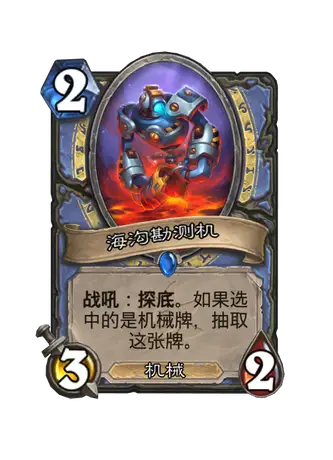 2
海沟勘测机
战吼：探底。如果选
中的是机械牌，抽取
这张牌。
3
机械
2